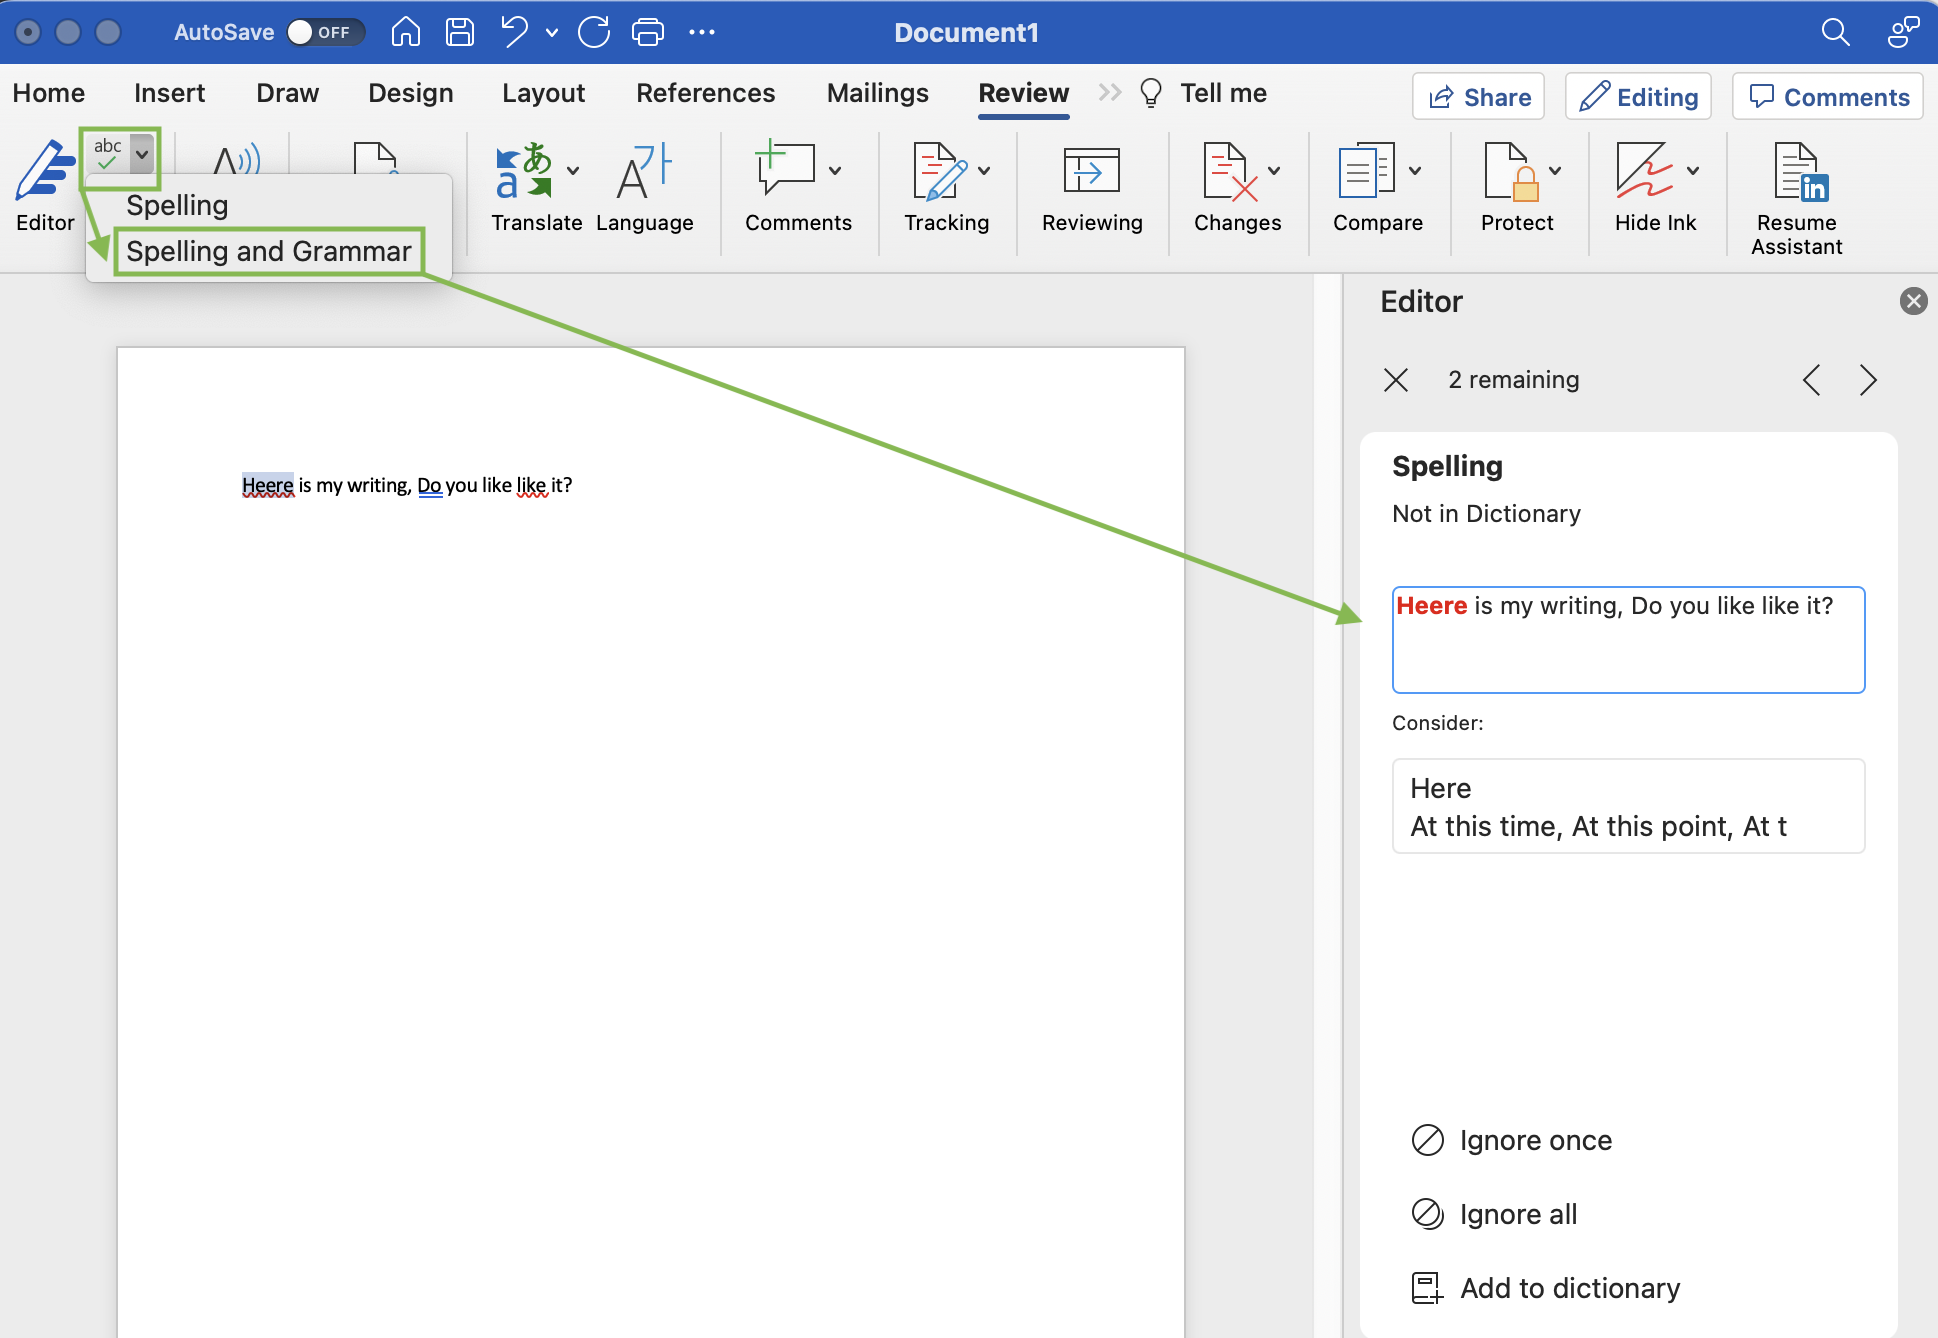 AutoSave OFF Document1
Home Insert Draw Design Layout References Mailings Review Tell me Share Editing Comments
abc
Editor Translate Language Comments Tracking Reviewing Changes Compare Protect Hide Ink Resume Assistant
Spelling
Spelling and Grammar
Heere is my writing, Do you like like it?
Editor
2 remaining
Spelling
Not in Dictionary
Heere is my writing, Do you like like it?
Consider:
Here
At this time, At this point, At t
Ignore once
Ignore all
Add to dictionary